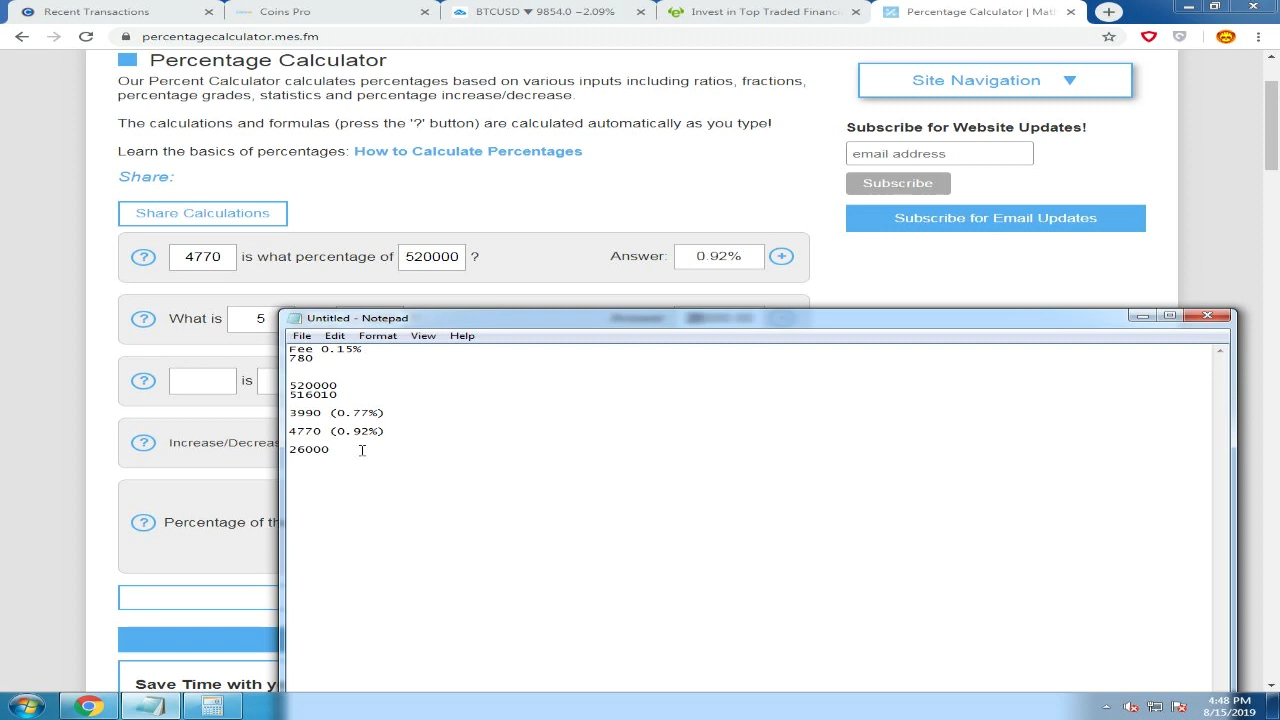 Recent Transactions
Coins Pro
BTCUSD ▼ 9854.0 −2.09%
Invest in Top Traded Financ
Percentage Calculator | Mat
percentagecalculator.mes.fm
Percentage Calculator
Our Percent Calculator calculates percentages based on various inputs including ratios, fractions,
percentage grades, statistics and percentage increase/decrease.
The calculations and formulas (press the '?' button) are calculated automatically as you type!
Learn the basics of percentages: How to Calculate Percentages
Share:
Share Calculations
Site Navigation ▼
Subscribe for Website Updates!
email address
Subscribe
Subscribe for Email Updates
? 4770 is what percentage of 520000 ? Answer: 0.92% +
? What is 5
? is
? Increase/Decreas
? Percentage of th
Save Time with y
Untitled - Notepad
File Edit Format View Help
Fee 0.15%
780
520000
516010
3990 (0.77%)
4770 (0.92%)
26000
4:48 PM
8/15/2019